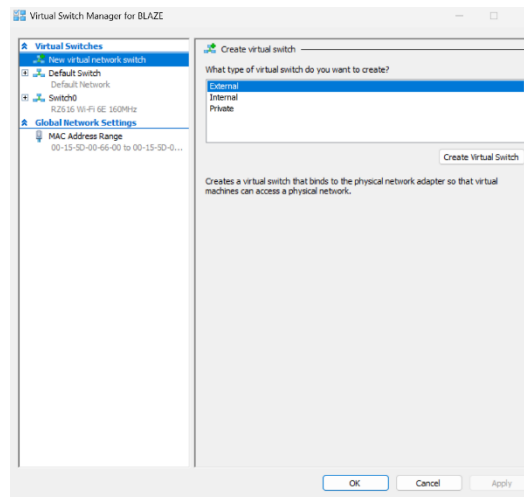 Virtual Switch Manager for BLAZE
Virtual Switches
New virtual network switch
Default Switch
Default Network
Switch0
RZ616 Wi-Fi 6E 160MHz
Global Network Settings
MAC Address Range
00-15-5D-00-66-00 to 00-15-5D-0...
Create virtual switch
What type of virtual switch do you want to create?
External
Internal
Private
Create Virtual Switch
Creates a virtual switch that binds to the physical network adapter so that virtual
machines can access a physical network.
OK
Cancel
Apply